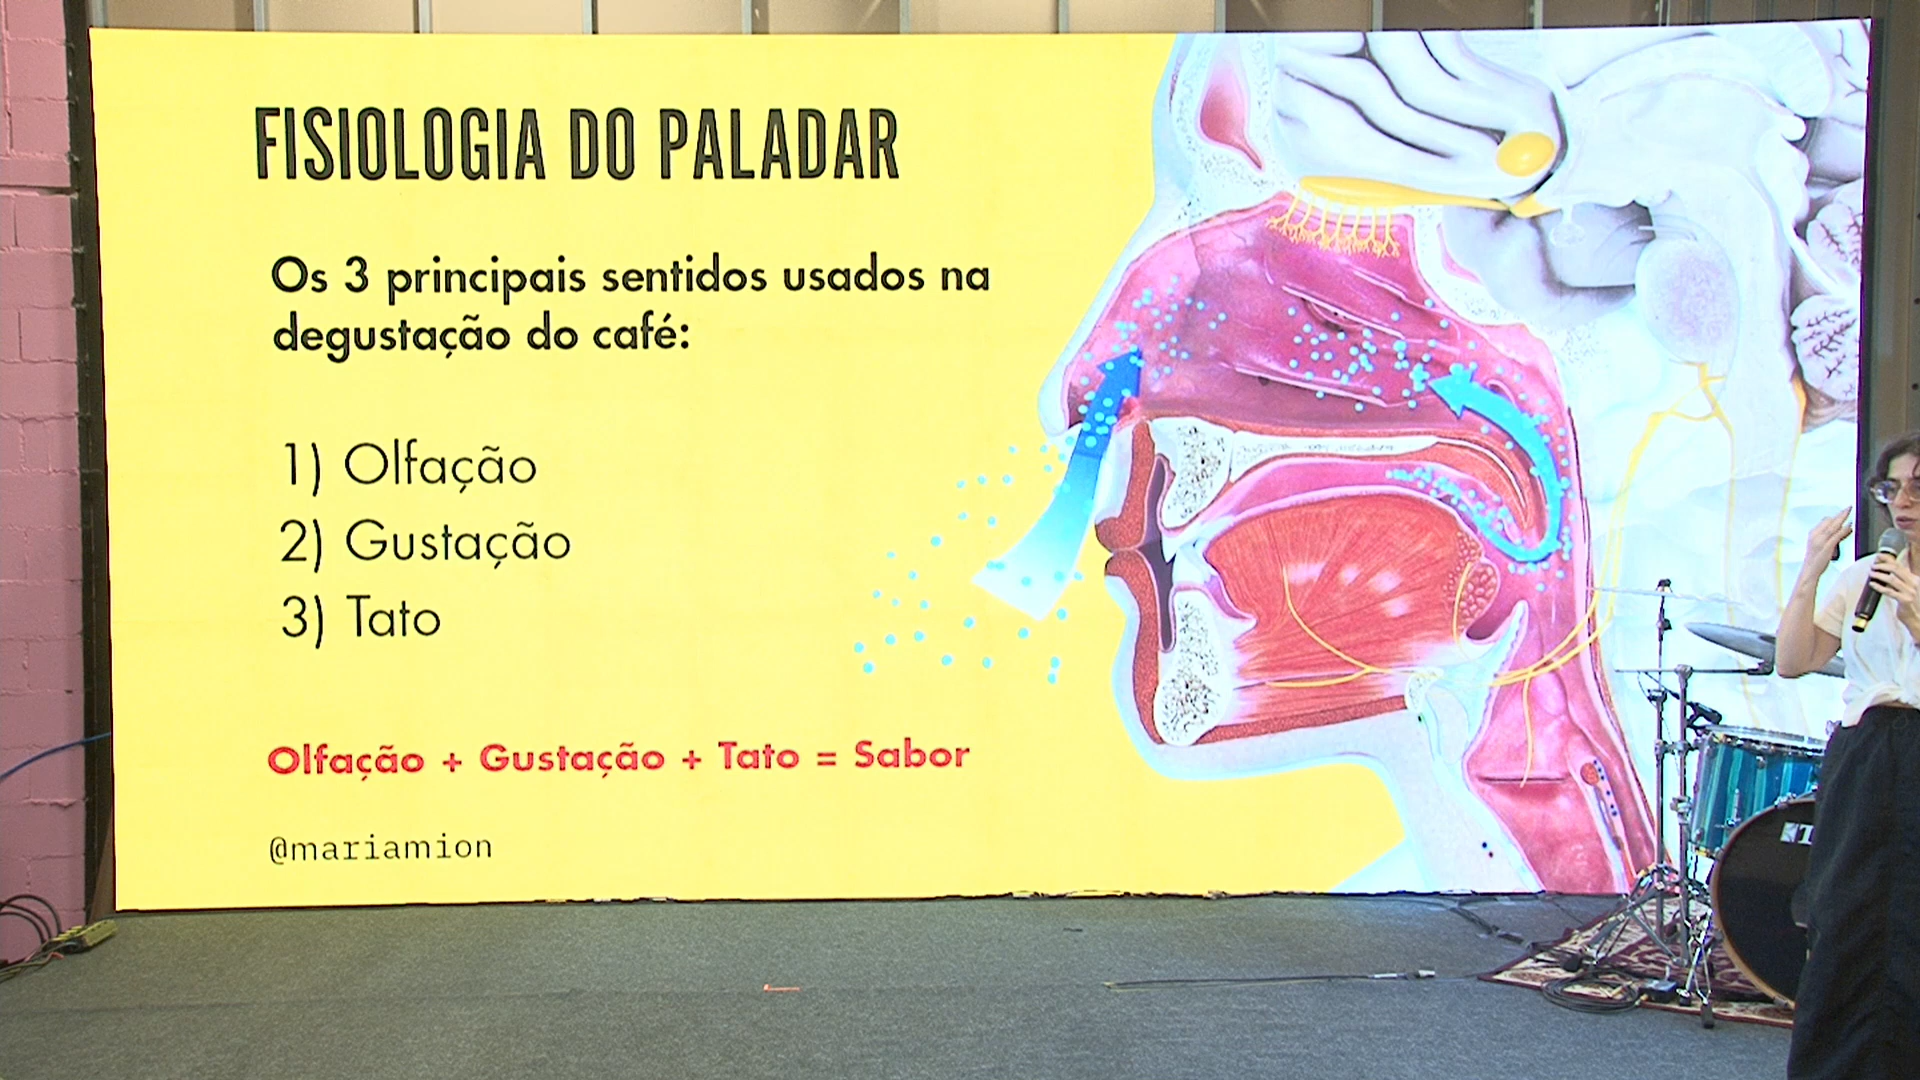 FISIOLOGIA DO PALADAR
Os 3 principais sentidos usados na
degustação do café:
1) Olfação
2) Gustação
3) Tato
Olfação + Gustação + Tato = Sabor
@mariamion